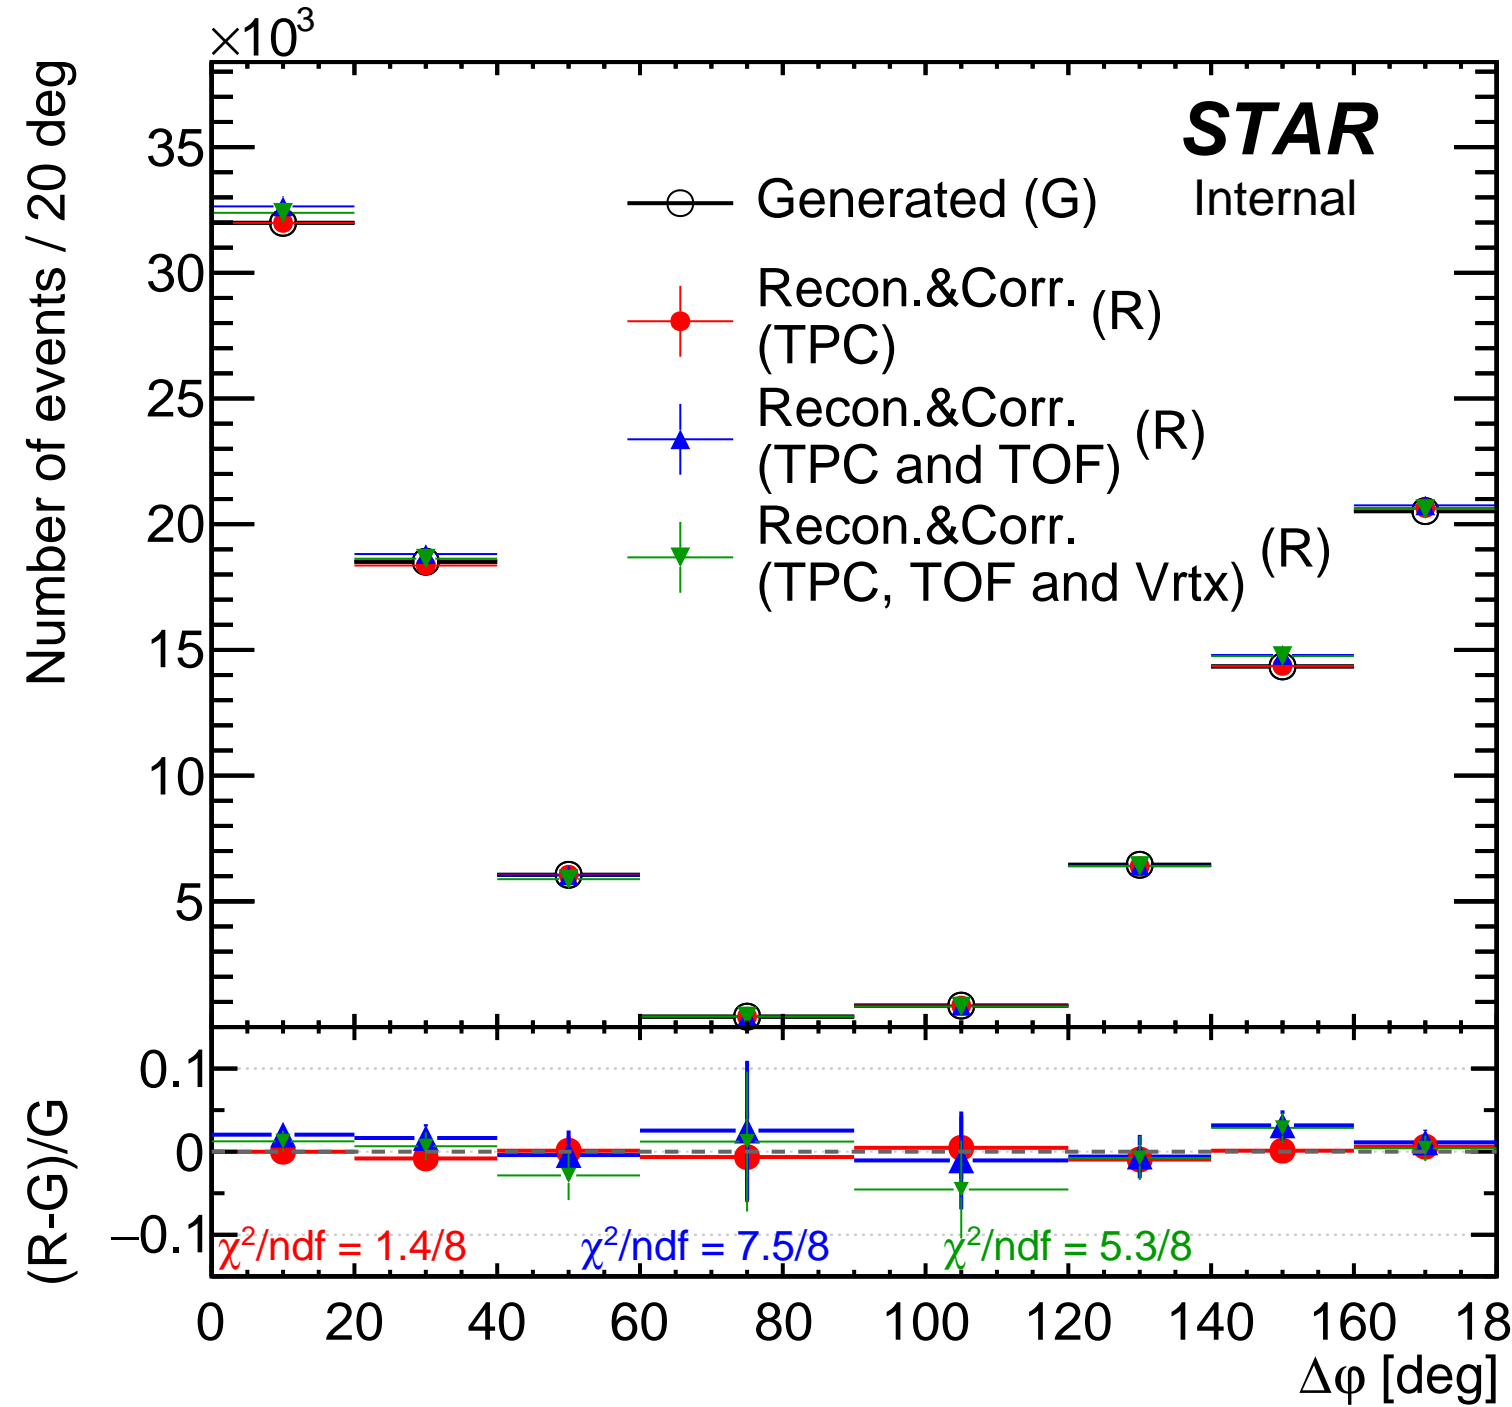 ×10³
Number of events / 20 deg
35
30
25
20
15
10
5
STAR
Internal
Generated (G)
Recon.&Corr.
(TPC)
(R)
Recon.&Corr.
(TPC and TOF)
(R)
Recon.&Corr.
(TPC, TOF and Vrtx)
(R)
(R-G)/G
0.1
0
−0.1
χ²/ndf = 1.4/8
χ²/ndf = 7.5/8
χ²/ndf = 5.3/8
0 20 40 60 80 100 120 140 160 18
Δφ [deg]